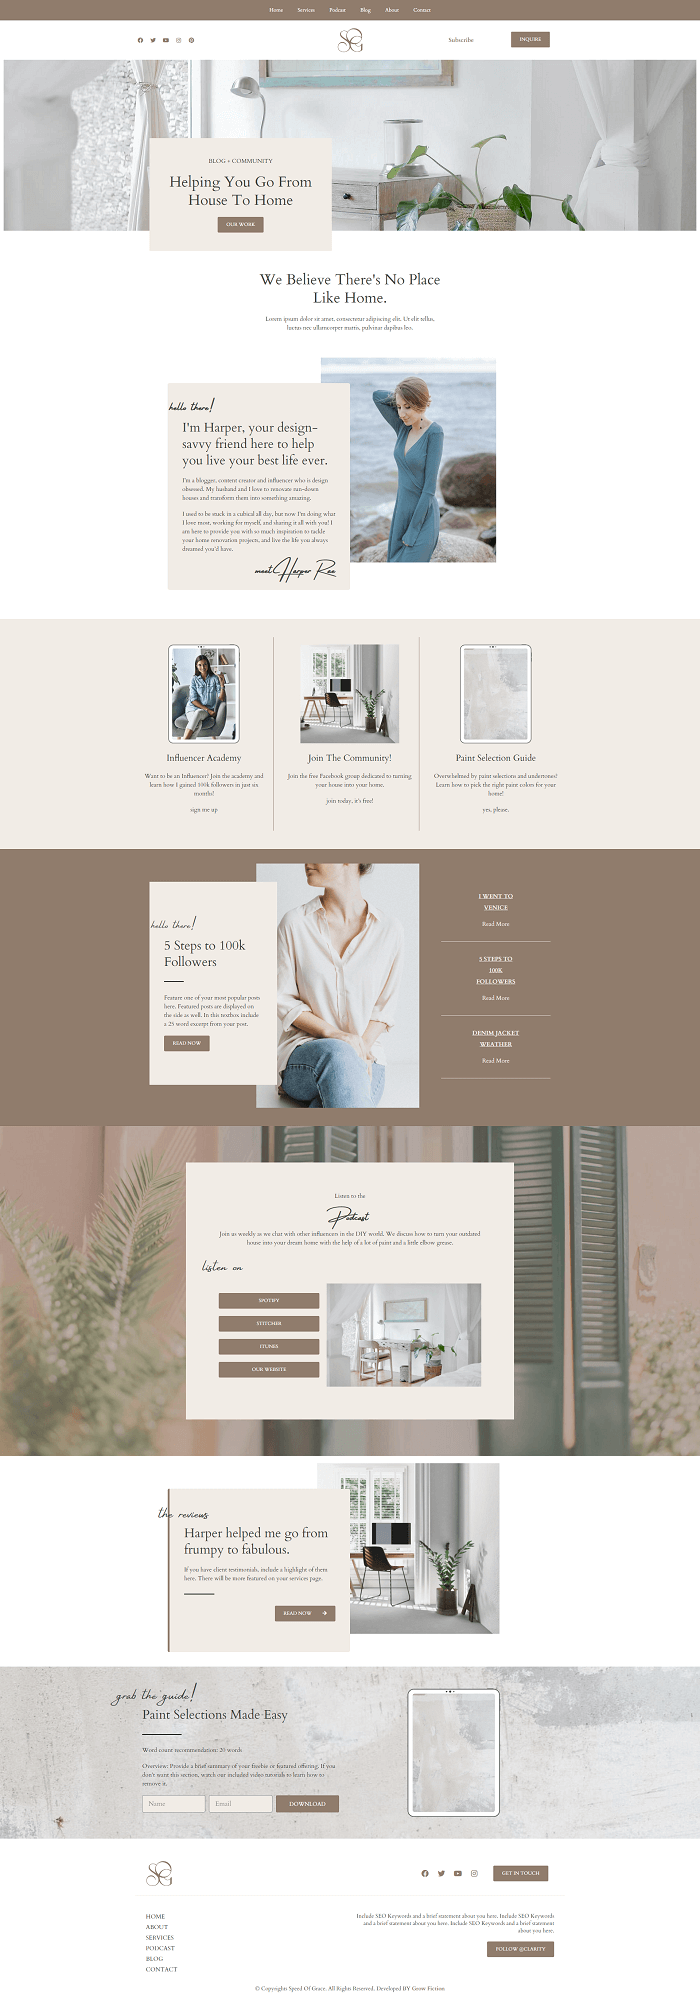 Home Services Podcast Blog About Contact
SG
Subscribe
INQUIRE
BLOG + COMMUNITY
Helping You Go From
House To Home
OUR WORK
We Believe There's No Place
Like Home.
Lorem ipsum dolor sit amet, consectetur adipiscing elit. Ut elit tellus,
luctus nec ullamcorper mattis, pulvinar dapibus leo.
hello there!
I'm Harper, your design-
savvy friend here to help
you live your best life ever.
I'm a blogger, content creator and influencer who is design
obsessed. My husband and I love to renovate run-down
houses and transform them into something amazing.
I used to be stuck in a cubical all day, but now I'm doing what
I love most, working for myself, and sharing it all with you! I
am here to provide you with so much inspiration to tackle
your home renovation projects, and live the life you always
dreamed you'd have.
meet Harper Rae
Influencer Academy
Want to be an Influencer? Join the academy and
learn how I gained 100k followers in just six
months!
sign me up
Join The Community!
Join the free Facebook group dedicated to turning
your house into your home.
join today, it's free!
Paint Selection Guide
Overwhelmed by paint selections and undertones?
Learn how to pick the right paint colors for your
home!
yes, please.
hello there!
5 Steps to 100k
Followers
Feature one of your most popular posts
here. Featured posts are displayed on
the side as well. In this textbox include
a 25 word excerpt from your post.
READ NOW
I WENT TO
VENICE
Read More
5 STEPS TO
100K
FOLLOWERS
Read More
DENIM JACKET
WEATHER
Read More
Listen to the
Podcast
Join us weekly as we chat with other influencers in the DIY world. We discuss how to turn your outdated
house into your dream home with the help of a lot of paint and a little elbow grease.
listen on
SPOTIFY
STITCHER
ITUNES
OUR WEBSITE
the reviews
Harper helped me go from
frumpy to fabulous.
If you have client testimonials, include a highlight of them
here. There will be more featured on your services page.
READ NOW
grab the guide!
Paint Selections Made Easy
Word count recommendation: 20 words
Overview: Provide a brief summary of your freebie or featured offering. If you
don't want this section, watch our included video tutorials to learn how to
remove it.
Name
Email
DOWNLOAD
SG
GET IN TOUCH
HOME
ABOUT
SERVICES
PODCAST
BLOG
CONTACT
Include SEO Keywords and a brief statement about you here. Include SEO Keywords
and a brief statement about you here. Include SEO Keywords and a brief statement
about you here.
FOLLOW @CLARITY
© Copyrights Speed Of Grace. All Rights Reserved. Developed BY Grow Fiction